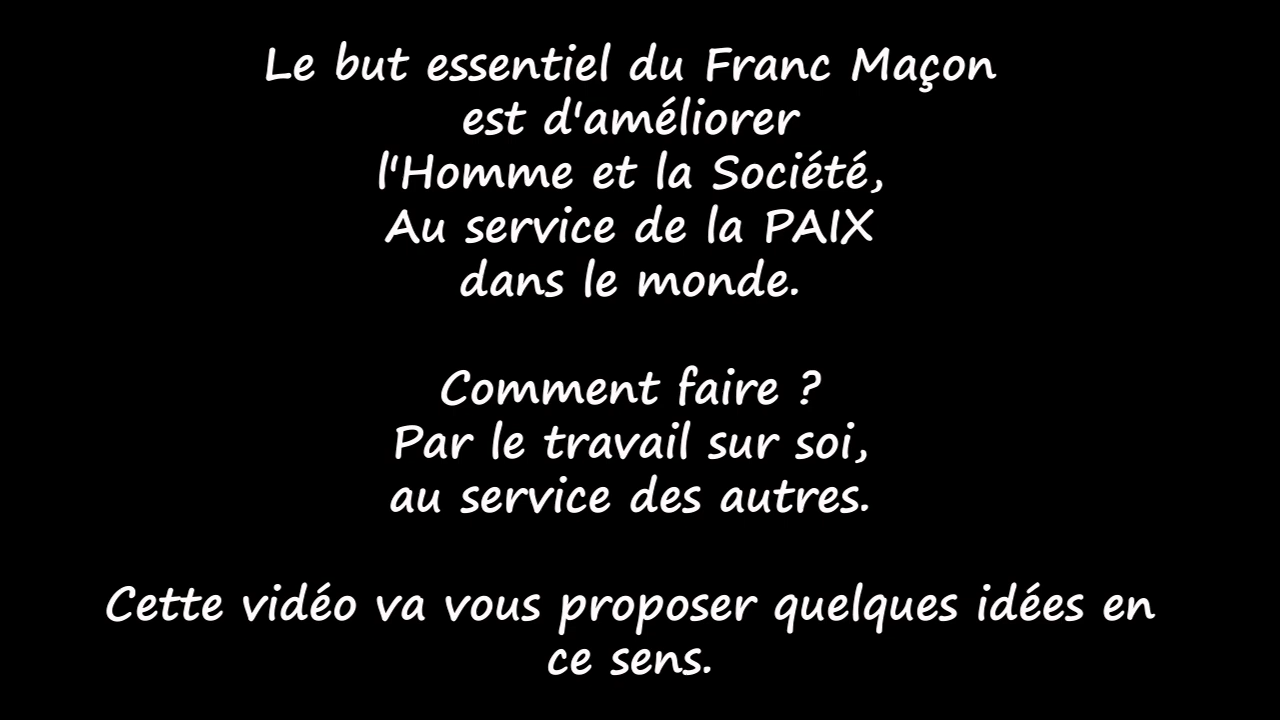 Le but essentiel du Franc Maçon
est d'améliorer
l'Homme et la Société,
Au service de la PAIX
dans le monde.
Comment faire ?
Par le travail sur soi,
au service des autres.
Cette vidéo va vous proposer quelques idées en
ce sens.